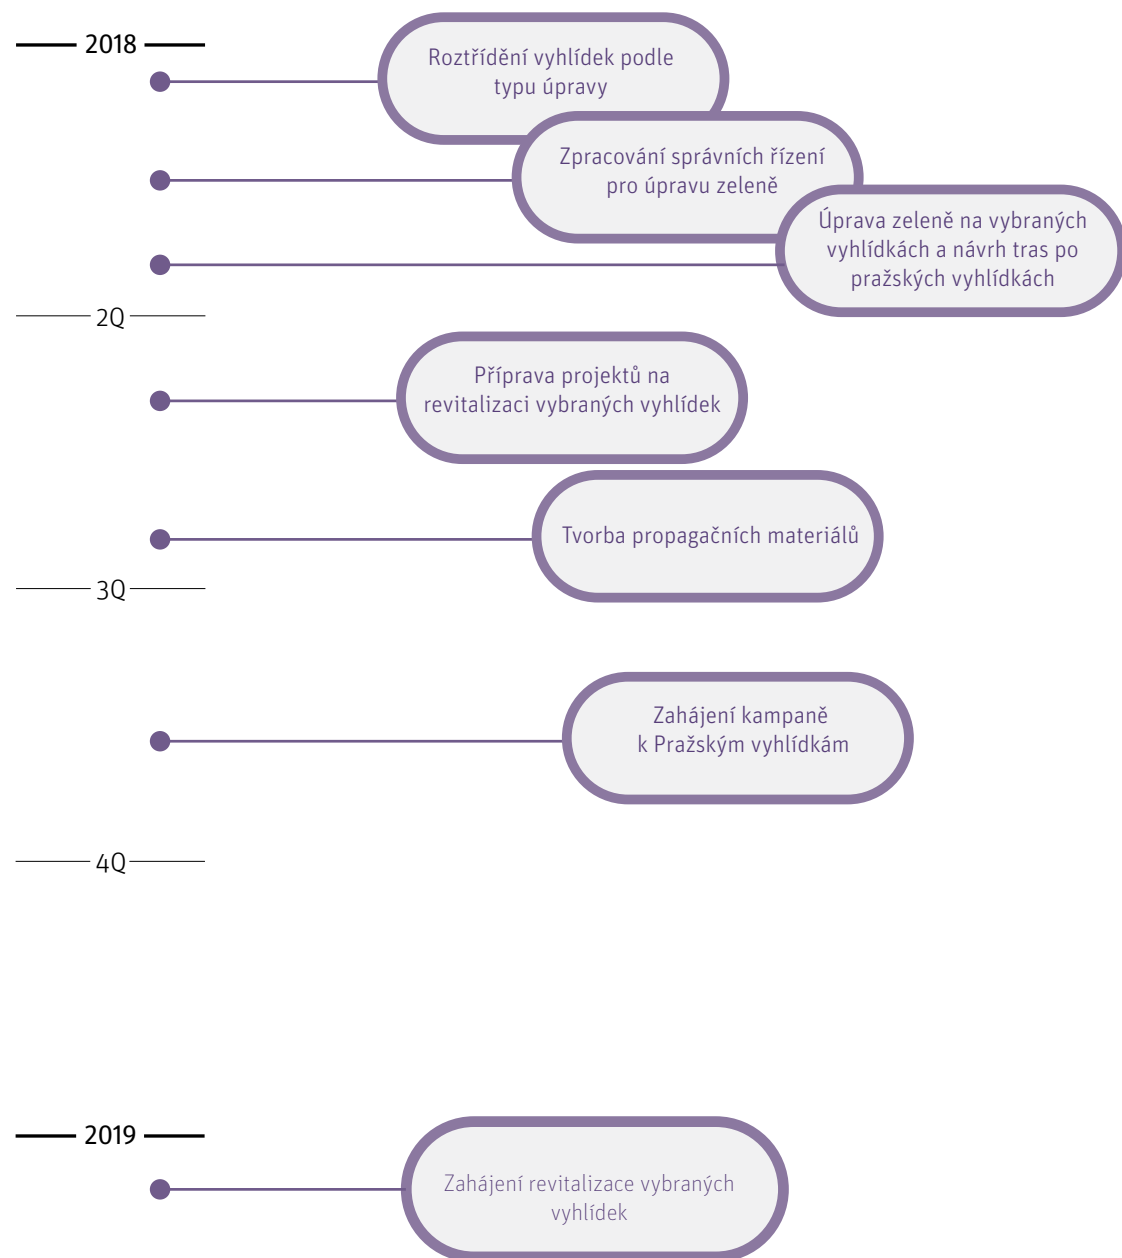 2018
Roztřídění vyhlídek podle
typu úpravy
Zpracování správních řízení
pro úpravu zeleně
Úprava zeleně na vybraných
vyhlídkách a návrh tras po
pražských vyhlídkách
2Q
Příprava projektů na
revitalizaci vybraných vyhlídek
Tvorba propagačních materiálů
3Q
Zahájení kampaně
k Pražským vyhlídkám
4Q
2019
Zahájení revitalizace vybraných
vyhlídek